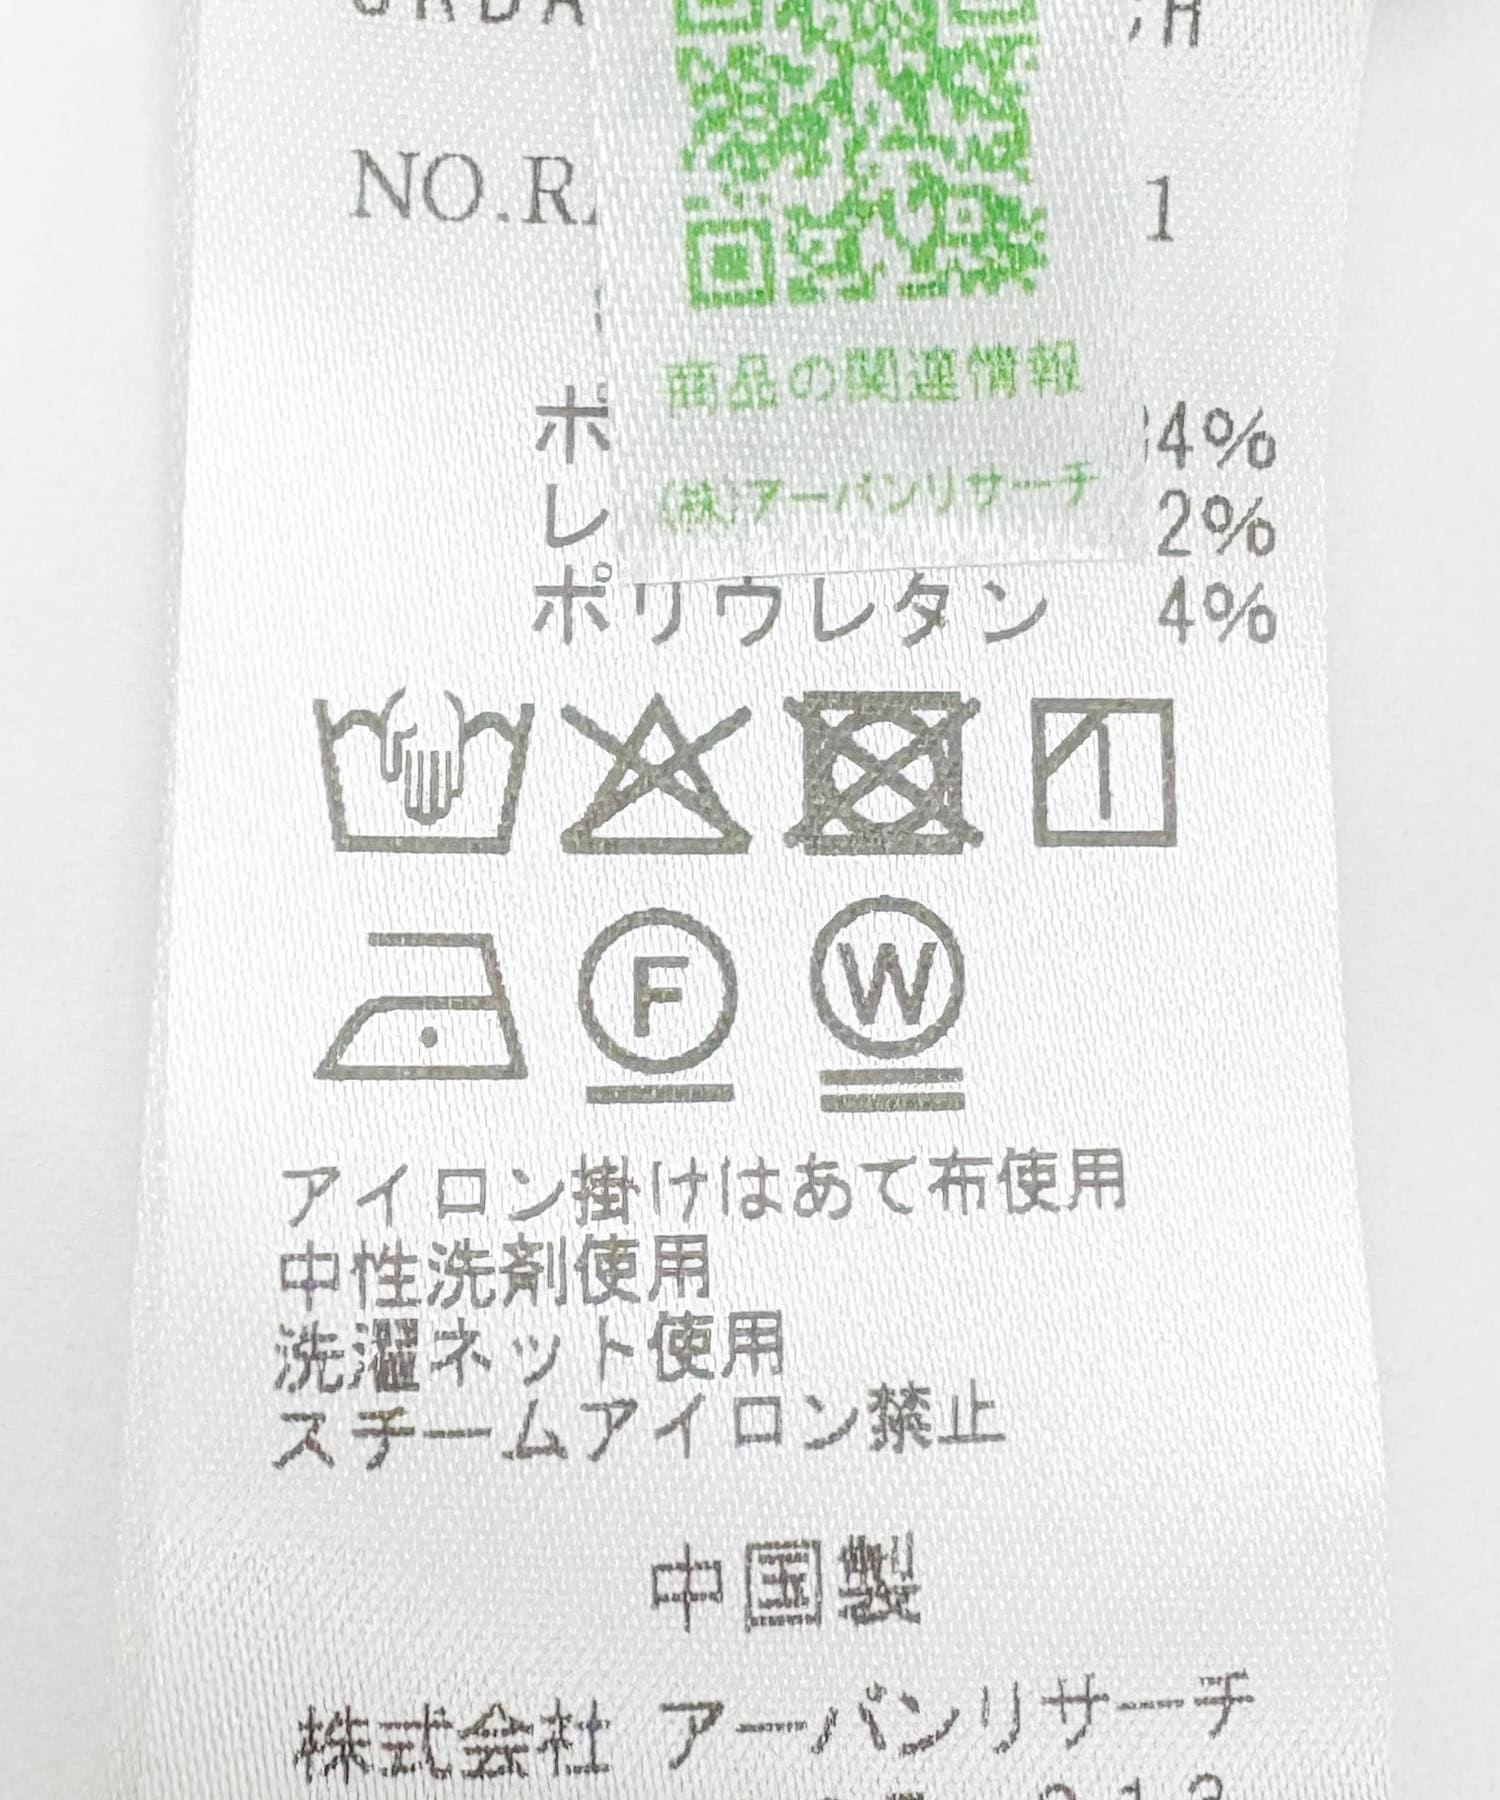 NO.R
1
商品の関連情報
(株)アーバンリサーチ
ポ 4%
レ 2%
ポリウレタン 4%
F W
アイロン掛けはあて布使用
中性洗剤使用
洗濯ネット使用
スチームアイロン禁止
中国製
株式会社 アーバンリサーチ